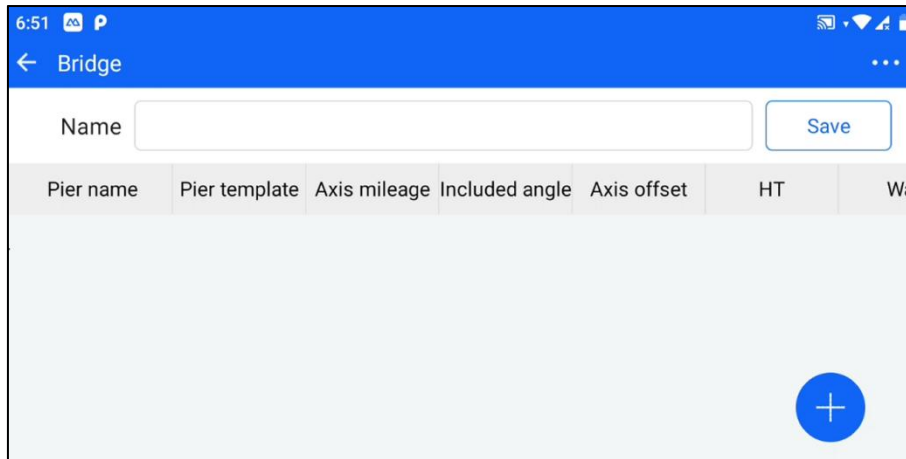 6:51
Bridge
Name
Save
Pier name Pier template Axis mileage Included angle Axis offset HT